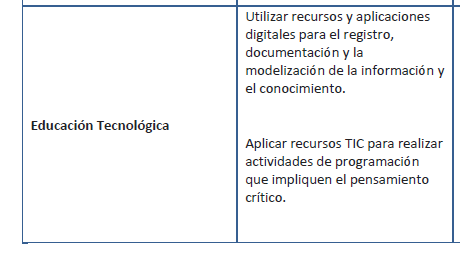 Educación Tecnológica
Utilizar recursos y aplicaciones
digitales para el registro,
documentación y la
modelización de la información y
el conocimiento.
Aplicar recursos TIC para realizar
actividades de programación
que impliquen el pensamiento
crítico.